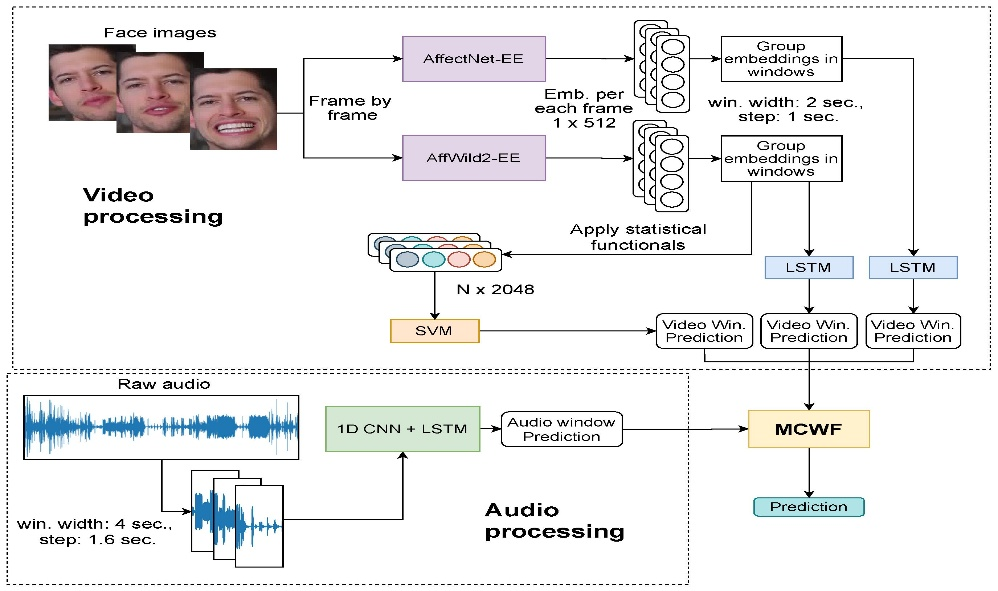 Face images
Frame by
frame
AffectNet-EE
Emb. per
each frame
1 x 512
Group
embeddings in
windows
win. width: 2 sec.,
step: 1 sec.
AffWild2-EE
Group
embeddings in
windows
Video
processing
Apply statistical
functionals
N x 2048
LSTM
LSTM
SVM
Video Win.
Prediction
Video Win.
Prediction
Video Win.
Prediction
Raw audio
1D CNN + LSTM
Audio window
Prediction
MCWF
Prediction
win. width: 4 sec.,
step: 1.6 sec.
Audio
processing